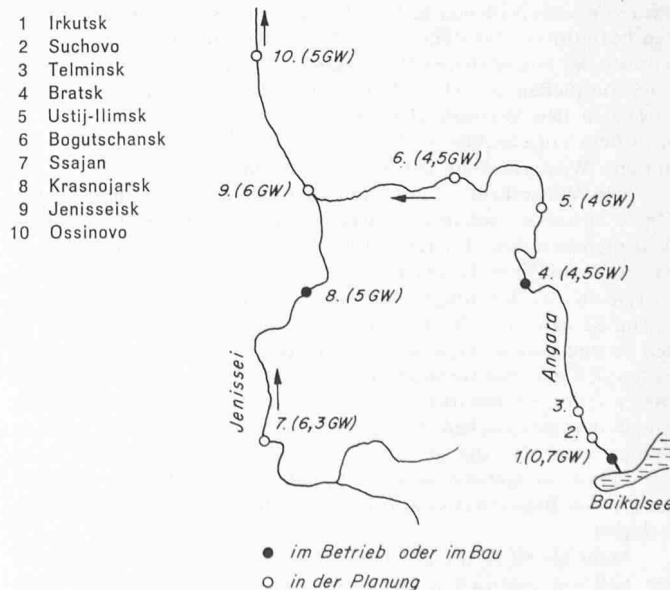 1 Irkutsk
2 Suchovo
3 Telminsk
4 Bratsk
5 Ustij-Ilimsk
6 Bogutschansk
7 Ssajan
8 Krasnojarsk
9 Jenisseisk
10 Ossinovo
10. (5GW)
6. (4,5GW)
9. (6GW)
5. (4GW)
4. (4,5GW)
8. (5GW)
Angara
Jenissei
3.
7. (6,3GW)
2.
1. (0,7GW)
Baikalsee
im Betrieb oder im Bau
in der Planung